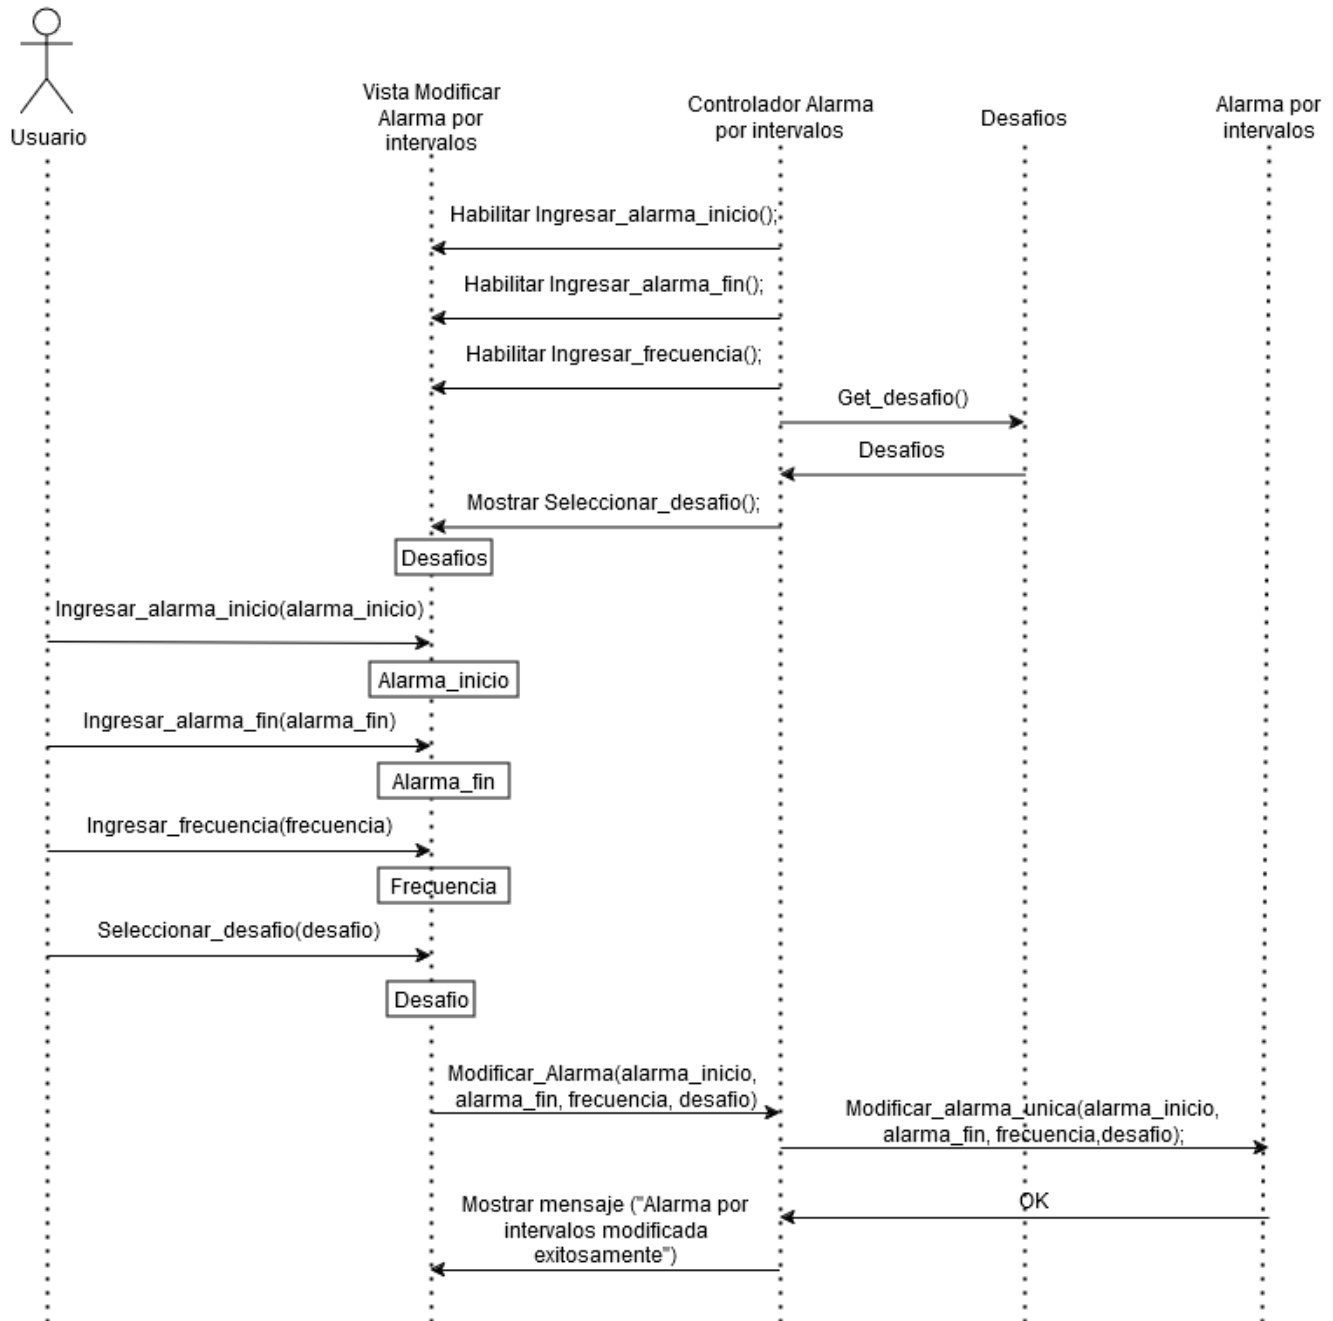 Usuario
Vista Modificar
Alarma por
intervalos
Controlador Alarma
por intervalos
Desafios
Alarma por
intervalos
Habilitar Ingresar_alarma_inicio();
Habilitar Ingresar_alarma_fin();
Habilitar Ingresar_frecuencia();
Get_desafio()
Desafios
Mostrar Seleccionar_desafio();
Desafios
Ingresar_alarma_inicio(alarma_inicio)
Alarma_inicio
Ingresar_alarma_fin(alarma_fin)
Alarma_fin
Ingresar_frecuencia(frecuencia)
Frecuencia
Seleccionar_desafio(desafio)
Desafio
Modificar_Alarma(alarma_inicio,
alarma_fin, frecuencia, desafio)
Modificar_alarma_unica(alarma_inicio,
alarma_fin, frecuencia,desafio);
OK
Mostrar mensaje ("Alarma por
intervalos modificada
exitosamente")